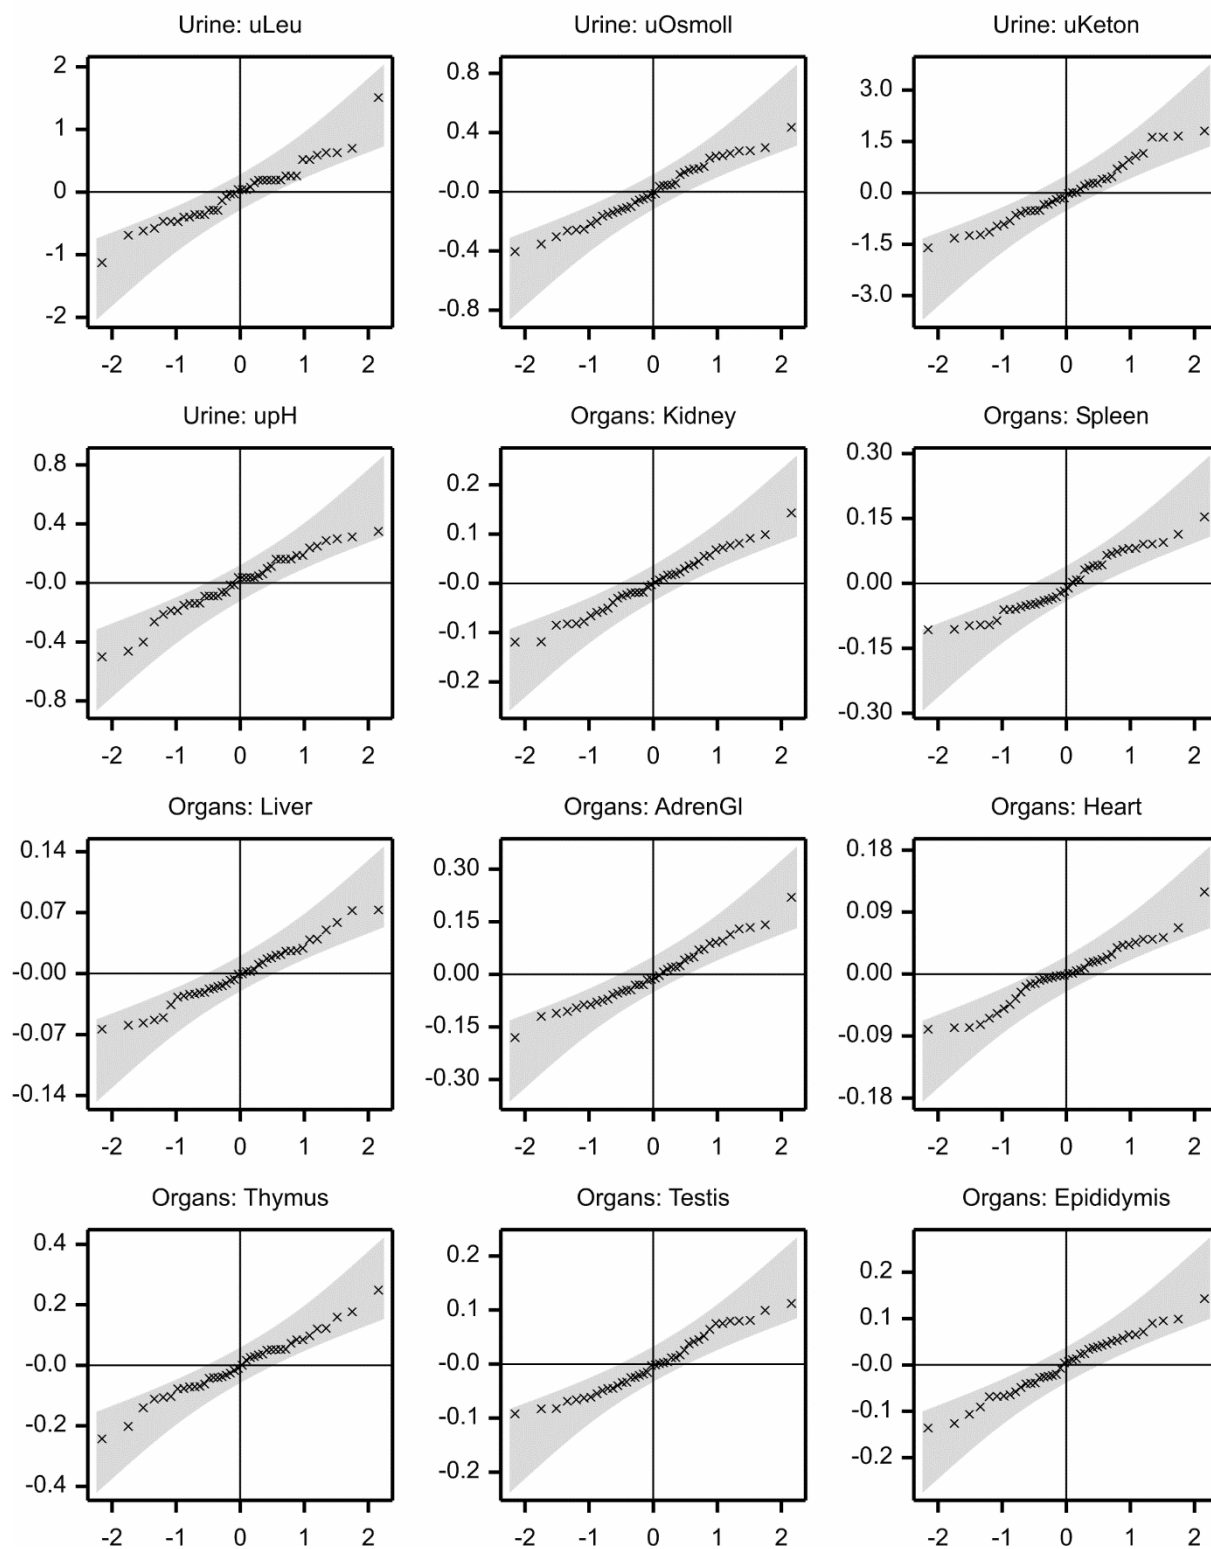 Urine: uLeu Urine: uOsmoll Urine: uKeton
2 1 0 -1 -2
0.8 0.4 -0.0 -0.4 -0.8
3.0 1.5 0.0 -1.5 -3.0
-2 -1 0 1 2 -2 -1 0 1 2 -2 -1 0 1 2
Urine: upH Organs: Kidney Organs: Spleen
0.8 0.4 -0.0 -0.4 -0.8
0.2 0.1 -0.0 -0.1 -0.2
0.30 0.15 0.00 -0.15 -0.30
-2 -1 0 1 2 -2 -1 0 1 2 -2 -1 0 1 2
Organs: Liver Organs: AdrenGl Organs: Heart
0.14 0.07 -0.00 -0.07 -0.14
0.30 0.15 0.00 -0.15 -0.30
0.18 0.09 0.00 -0.09 -0.18
-2 -1 0 1 2 -2 -1 0 1 2 -2 -1 0 1 2
Organs: Thymus Organs: Testis Organs: Epididymis
0.4 0.2 -0.0 -0.2 -0.4
0.2 0.1 -0.0 -0.1 -0.2
0.2 0.1 -0.0 -0.1 -0.2
-2 -1 0 1 2 -2 -1 0 1 2 -2 -1 0 1 2